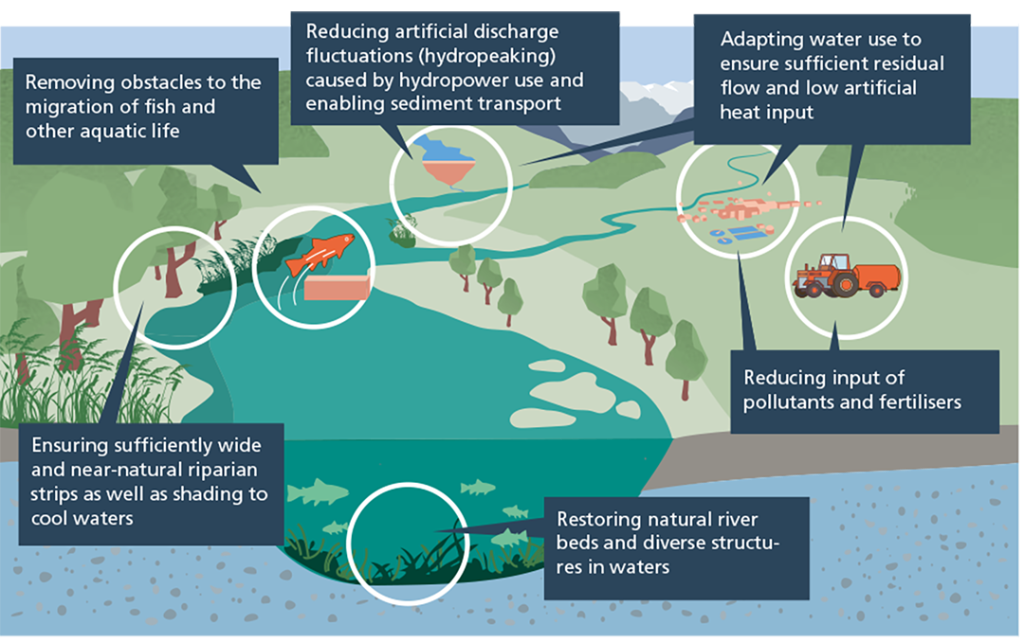 Reducing artificial discharge
fluctuations (hydropeaking)
caused by hydropower use and
enabling sediment transport
Adapting water use to
ensure sufficient residual
flow and low artificial
heat input
Removing obstacles to the
migration of fish and
other aquatic life
Reducing input of
pollutants and fertilisers
Ensuring sufficiently wide
and near-natural riparian
strips as well as shading to
cool waters
Restoring natural river
beds and diverse structu-
res in waters